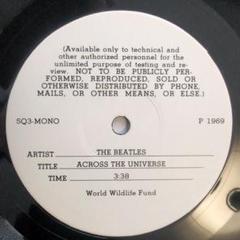 (Available only to technical and
other authorized personnel for the
unlimited purpose of testing and re-
view. NOT TO BE PUBLICLY PER-
FORMED, REPRODUCED, SOLD OR
OTHERWISE DISTRIBUTED BY PHONE,
MAILS, OR OTHER MEANS, OR ELSE.)
SQ3-MONO P 1969
ARTIST THE BEATLES
TITLE ACROSS THE UNIVERSE
TIME 3:38
World Wildlife Fund